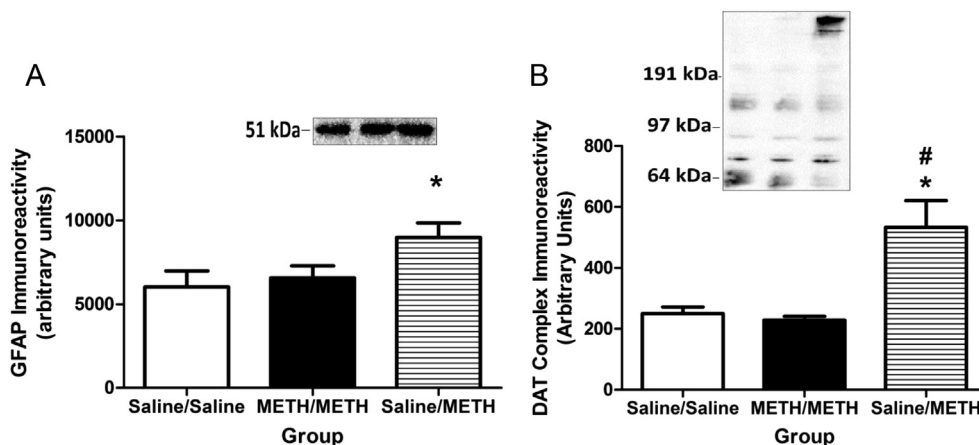 A
51 kDa–
15000
10000
5000
0
*
GFAP Immunoreactivity
(arbitrary units)
Saline/Saline METH/METH Saline/METH
Group
B
191 kDa-
97 kDa-
64 kDa-
800
600
400
200
0
#
*
DAT Complex Immunoreactivity
(Arbitrary Units)
Saline/Saline METH/METH Saline/METH
Group